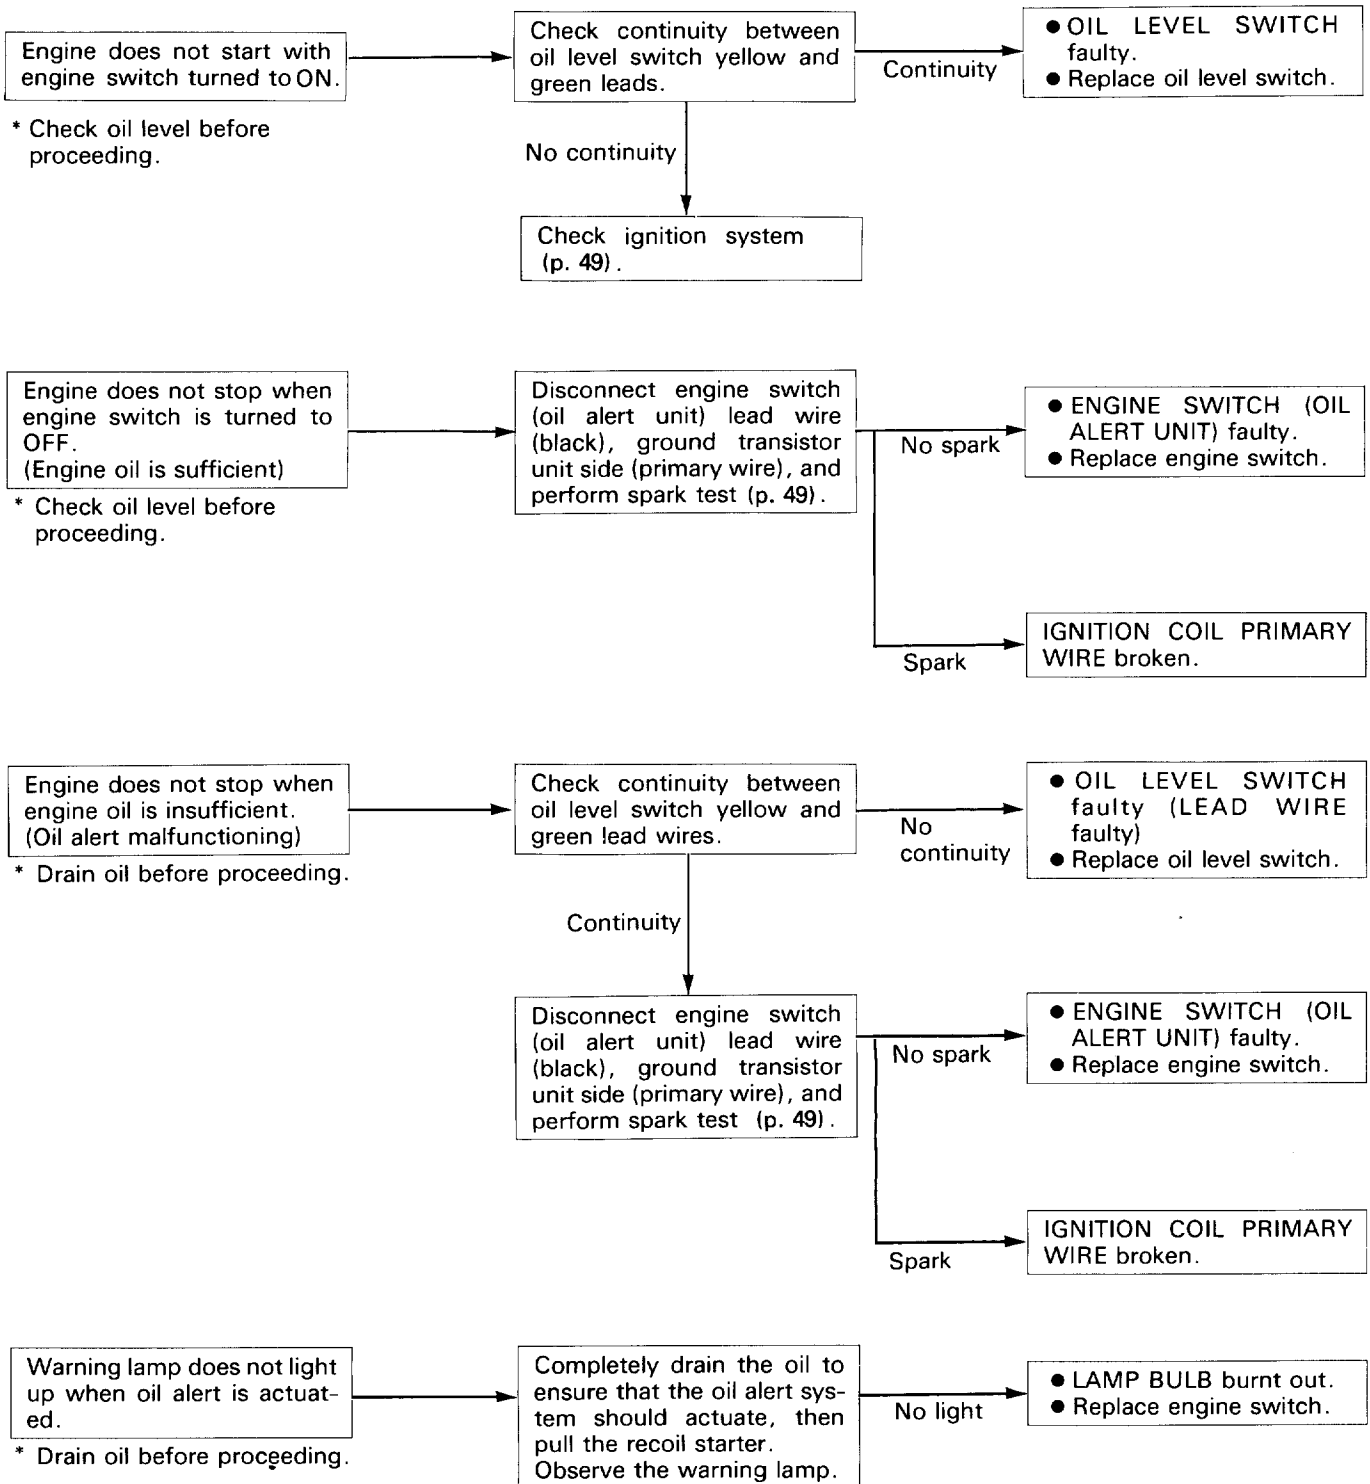 Engine does not start with
engine switch turned to ON.
* Check oil level before
proceeding.
Check continuity between
oil level switch yellow and
green leads.
Continuity
● OIL LEVEL SWITCH
faulty.
● Replace oil level switch.
No continuity
Check ignition system
(p. 49).
Engine does not stop when
engine switch is turned to
OFF.
(Engine oil is sufficient)
* Check oil level before
proceeding.
Disconnect engine switch
(oil alert unit) lead wire
(black), ground transistor
unit side (primary wire), and
perform spark test (p. 49).
No spark
● ENGINE SWITCH (OIL
ALERT UNIT) faulty.
● Replace engine switch.
Spark
IGNITION COIL PRIMARY
WIRE broken.
Engine does not stop when
engine oil is insufficient.
(Oil alert malfunctioning)
* Drain oil before proceeding.
Check continuity between
oil level switch yellow and
green lead wires.
No
continuity
● OIL LEVEL SWITCH
faulty (LEAD WIRE
faulty)
● Replace oil level switch.
Continuity
Disconnect engine switch
(oil alert unit) lead wire
(black), ground transistor
unit side (primary wire), and
perform spark test (p. 49).
No spark
● ENGINE SWITCH (OIL
ALERT UNIT) faulty.
● Replace engine switch.
Spark
IGNITION COIL PRIMARY
WIRE broken.
Warning lamp does not light
up when oil alert is actuat-
ed.
* Drain oil before proceeding.
Completely drain the oil to
ensure that the oil alert sys-
tem should actuate, then
pull the recoil starter.
Observe the warning lamp.
No light
● LAMP BULB burnt out.
● Replace engine switch.